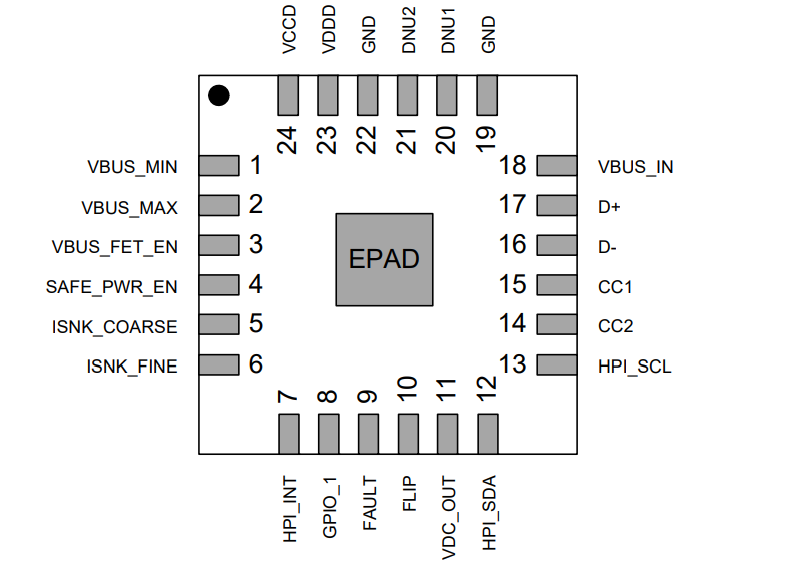 VCCD VDDD GND DNU2 DNU1 GND
24 23 22 21 20 19
VBUS_MIN 1 18 VBUS_IN
VBUS_MAX 2 17 D+
VBUS_FET_EN 3 16 D-
EPAD
SAFE_PWR_EN 4 15 CC1
ISNK_COARSE 5 14 CC2
ISNK_FINE 6 13 HPI_SCL
7 8 9 10 11 12
HPI_INT GPIO_1 FAULT FLIP VDC_OUT HPI_SDA